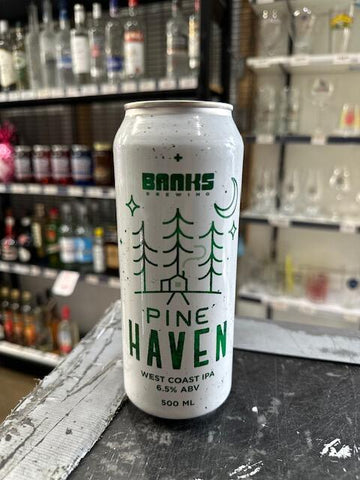 BANKS
BREWING
PINE
HAVEN
WEST COAST IPA
6.5% ABV
500 ML